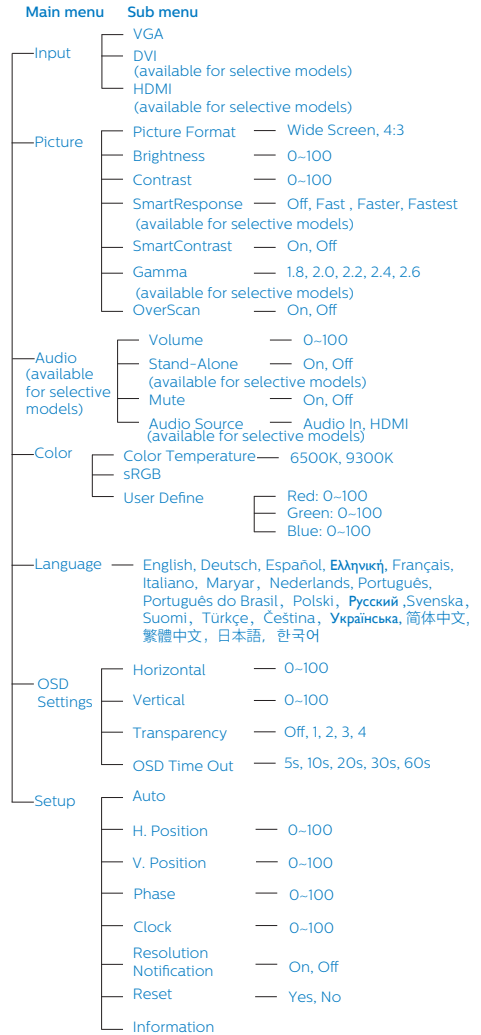 Main menu Sub menu
Input
VGA
DVI
(available for selective models)
HDMI
(available for selective models)
Picture
Picture Format Wide Screen, 4:3
Brightness 0~100
Contrast 0~100
SmartResponse Off, Fast , Faster, Fastest
(available for selective models)
SmartContrast On, Off
Gamma 1.8, 2.0, 2.2, 2.4, 2.6
(available for selective models)
OverScan On, Off
Audio
(available
for selective
models)
Volume 0~100
Stand-Alone On, Off
(available for selective models)
Mute On, Off
Audio Source Audio In, HDMI
(available for selective models)
Color
Color Temperature 6500K, 9300K
sRGB
User Define
Red: 0~100
Green: 0~100
Blue: 0~100
Language
English, Deutsch, Español, Ελληνική, Français,
Italiano, Maryar, Nederlands, Português,
Português do Brasil, Polski, Русский ,Svenska,
Suomi, Türkçe, Čeština, Українська, 简体中文,
繁體中文, 日本語, 한국어
OSD
Settings
Horizontal 0~100
Vertical 0~100
Transparency Off, 1, 2, 3, 4
OSD Time Out 5s, 10s, 20s, 30s, 60s
Setup
Auto
H. Position 0~100
V. Position 0~100
Phase 0~100
Clock 0~100
Resolution
Notification On, Off
Reset Yes, No
Information